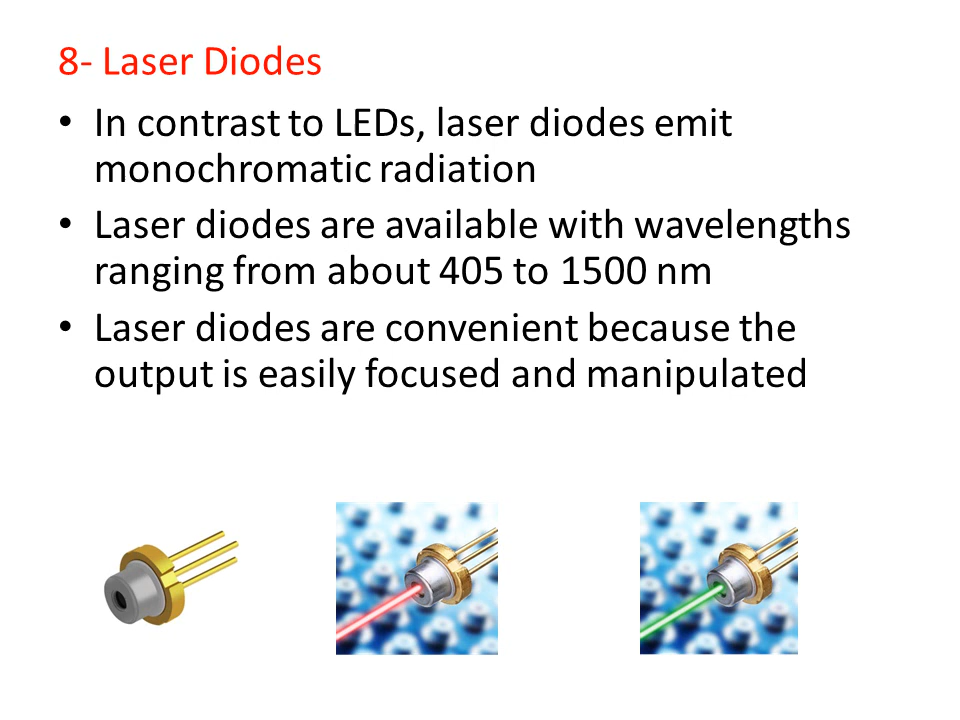 8- Laser Diodes
• In contrast to LEDs, laser diodes emit
monochromatic radiation
• Laser diodes are available with wavelengths
ranging from about 405 to 1500 nm
• Laser diodes are convenient because the
output is easily focused and manipulated